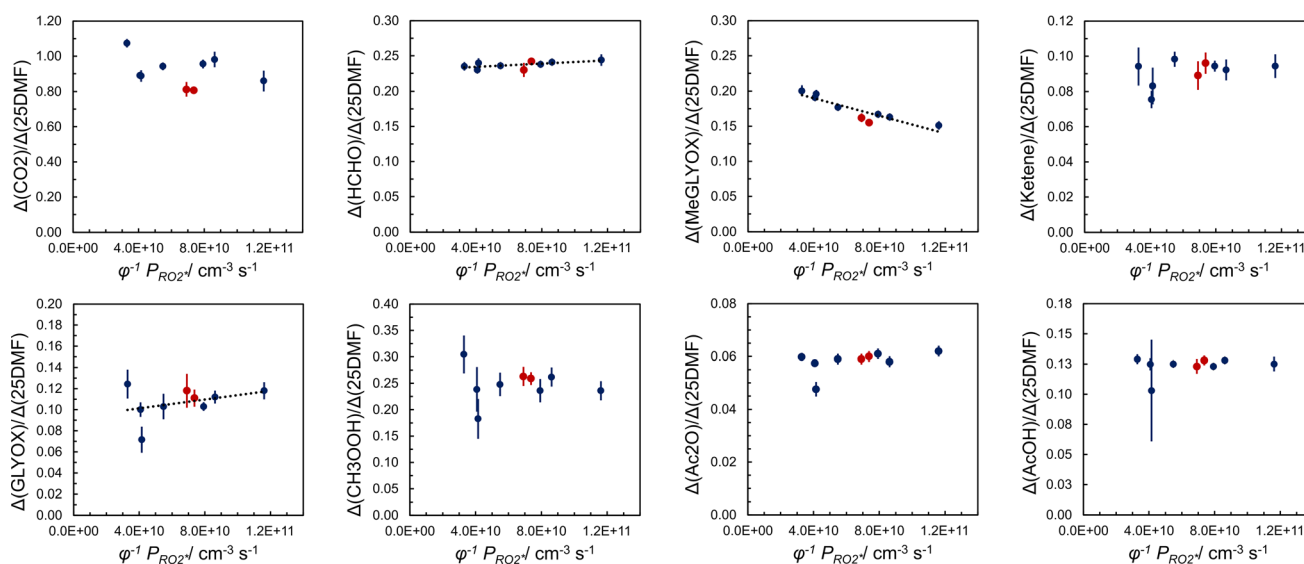 Δ(CO2)/Δ(25DMF)
1.20
1.00
0.80
0.60
0.40
0.20
0.00
0.0E+00 4.0E+10 8.0E+10 1.2E+11
φ⁻¹ P_RO2*/ cm⁻³ s⁻¹
Δ(HCHO)/Δ(25DMF)
0.30
0.25
0.20
0.15
0.10
0.05
0.00
0.0E+00 4.0E+10 8.0E+10 1.2E+11
φ⁻¹ P_RO2*/ cm⁻³ s⁻¹
Δ(MeGLYOX)/Δ(25DMF)
0.30
0.25
0.20
0.15
0.10
0.05
0.00
0.0E+00 4.0E+10 8.0E+10 1.2E+11
φ⁻¹ P_RO2*/ cm⁻³ s⁻¹
Δ(Ketene)/Δ(25DMF)
0.12
0.10
0.08
0.06
0.04
0.02
0.00
0.0E+00 4.0E+10 8.0E+10 1.2E+11
φ⁻¹ P_RO2*/ cm⁻³ s⁻¹
Δ(GLYOX)/Δ(25DMF)
0.20
0.18
0.16
0.14
0.12
0.10
0.08
0.06
0.04
0.02
0.00
0.0E+00 4.0E+10 8.0E+10 1.2E+11
φ⁻¹ P_RO2*/ cm⁻³ s⁻¹
Δ(CH3OOH)/Δ(25DMF)
0.40
0.35
0.30
0.25
0.20
0.15
0.10
0.05
0.00
0.0E+00 4.0E+10 8.0E+10 1.2E+11
φ⁻¹ P_RO2*/ cm⁻³ s⁻¹
Δ(Ac2O)/Δ(25DMF)
0.08
0.06
0.04
0.02
0.00
0.0E+00 4.0E+10 8.0E+10 1.2E+11
φ⁻¹ P_RO2*/ cm⁻³ s⁻¹
Δ(AcOH)/Δ(25DMF)
0.18
0.15
0.13
0.10
0.08
0.05
0.03
0.00
0.0E+00 4.0E+10 8.0E+10 1.2E+11
φ⁻¹ P_RO2*/ cm⁻³ s⁻¹